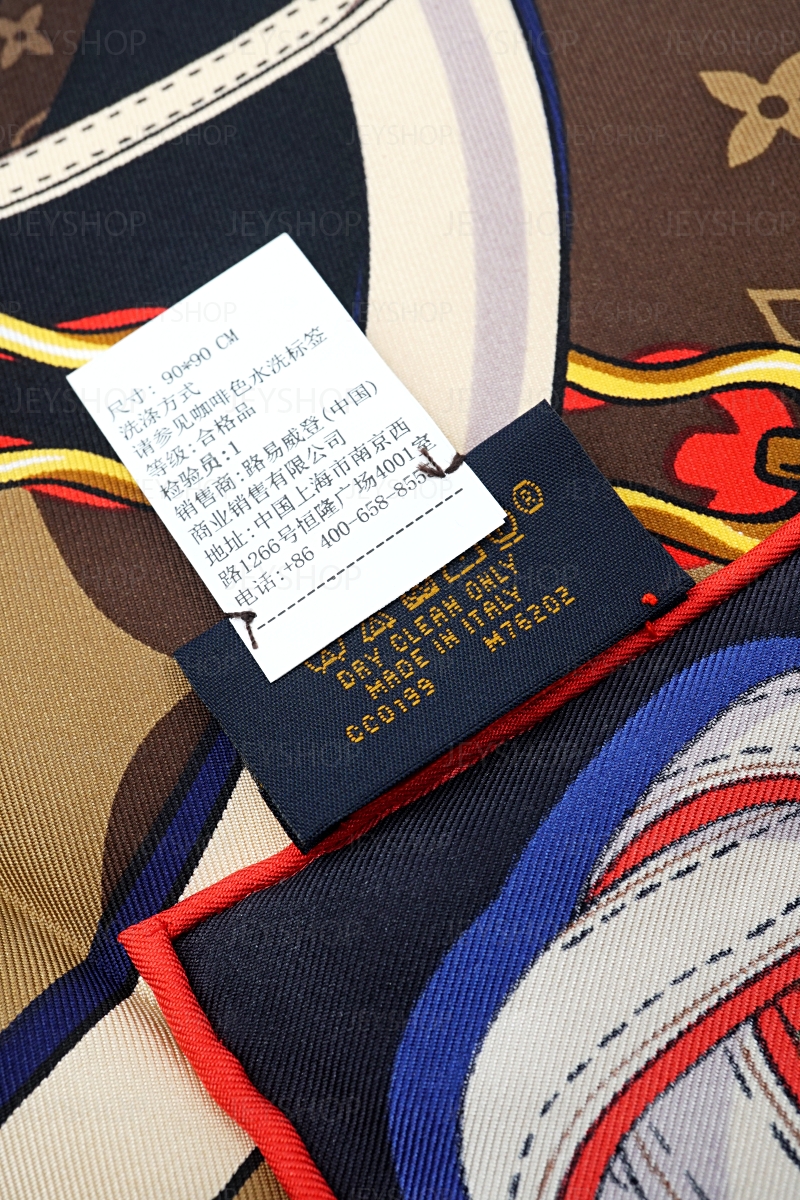 尺寸: 90*90 CM
洗涤方式
请参见咖啡色水洗标签
等级:合格品
检验员:1
销售商:路易威登(中国)
商业销售有限公司
地址:中国上海市南京西
路1266号恒隆广场4001室
电话:+86 400-658-855
DRY CLEAN ONLY
MADE IN ITALY
CC0199 M76202
JEYSHOP